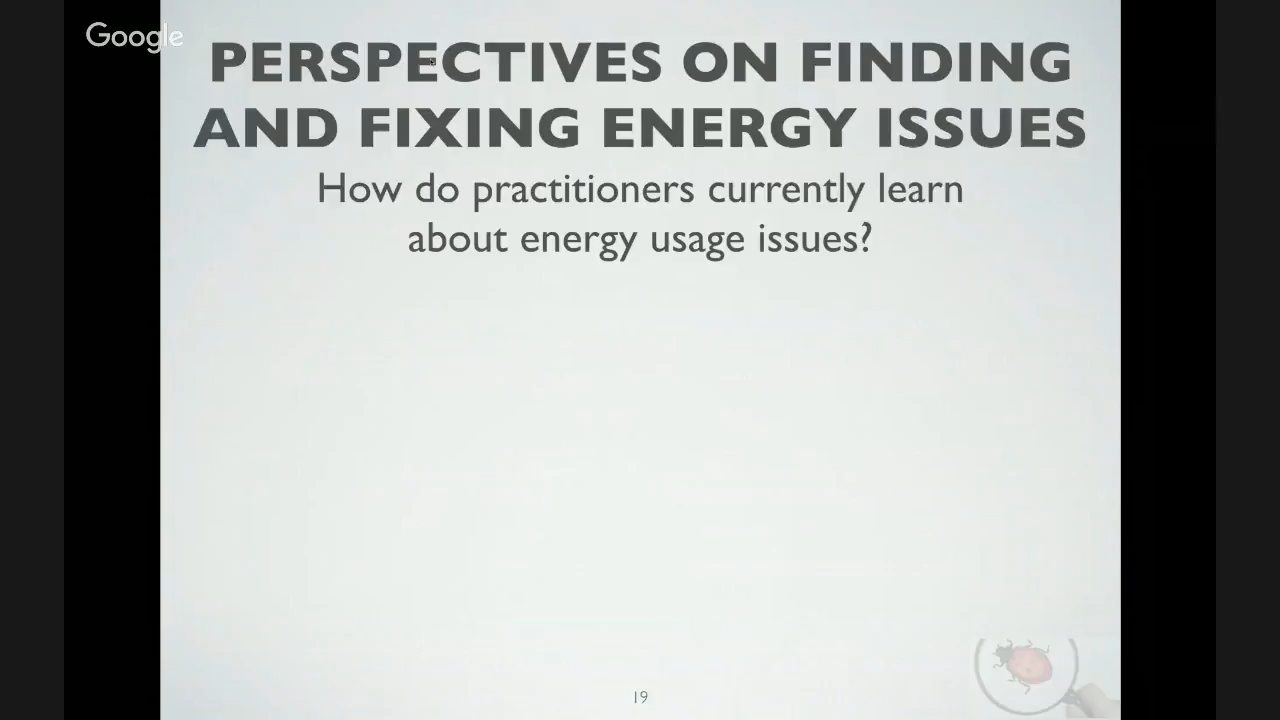 Google
PERSPECTIVES ON FINDING
AND FIXING ENERGY ISSUES
How do practitioners currently learn
about energy usage issues?
19